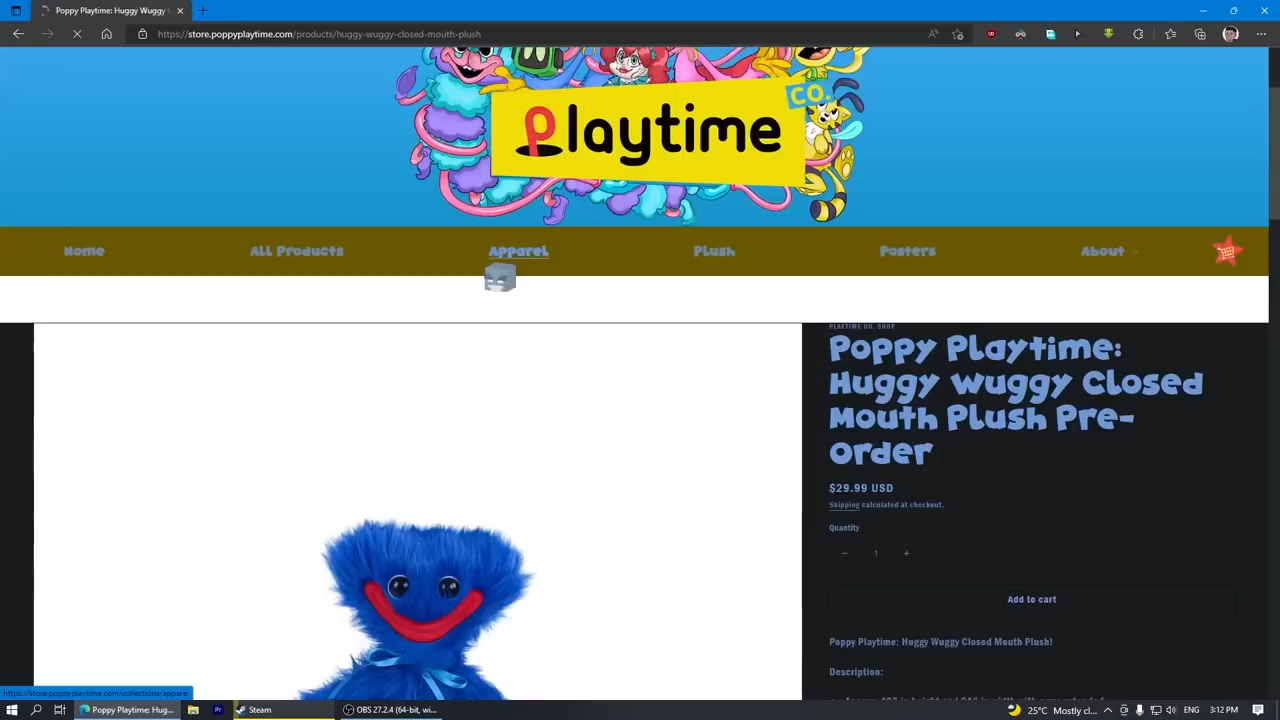 Poppy Playtime: Huggy Wuggy C
https://store.poppyplaytime.com/products/huggy-wuggy-closed-mouth-plush
Playtime
CO.
Home
All Products
Apparel
Plush
Posters
About
PLAYTIME CO. SHOP
Poppy Playtime:
Huggy Wuggy Closed
Mouth Plush Pre-
Order
$29.99 USD
Shipping calculated at checkout.
Quantity
− 1 +
Add to cart
Poppy Playtime: Huggy Wuggy Closed Mouth Plush!
Description:
https://store.poppyplaytime.com/collections/apparel
Poppy Playtime: Hug...
Steam
OBS 27.2.4 (64-bit, wi...
25°C Mostly cl...
ENG
3:12 PM